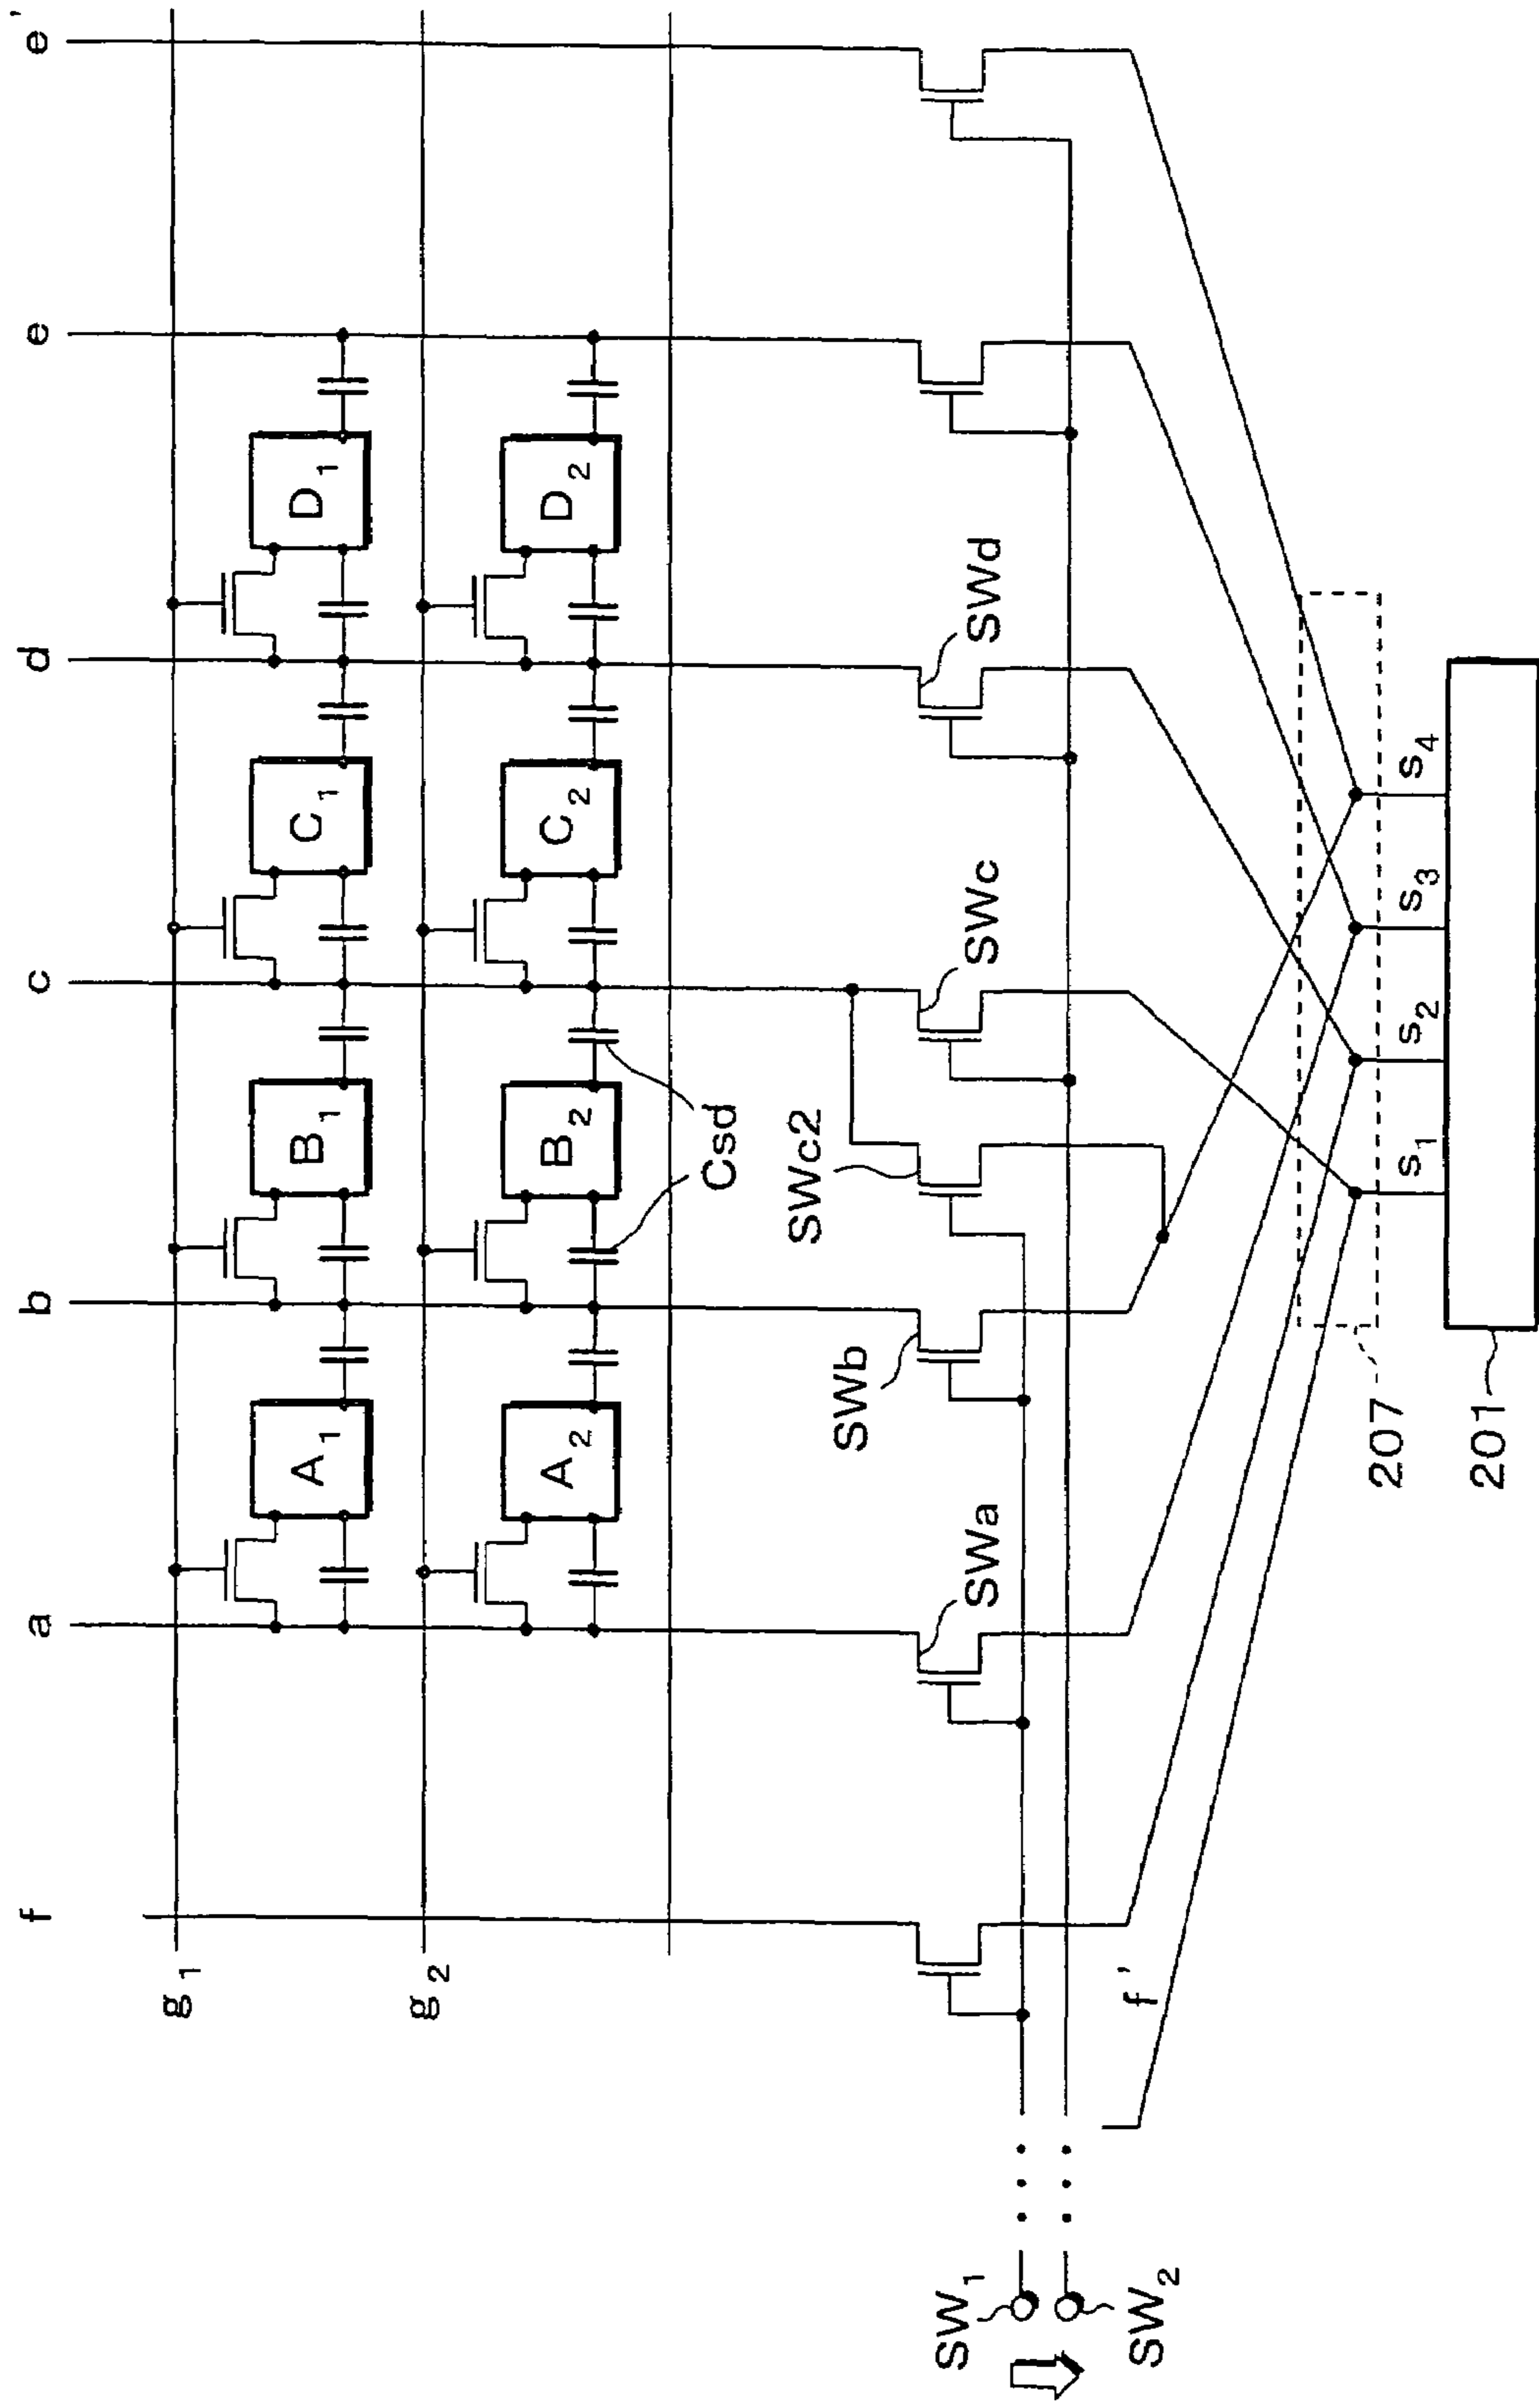 f a b c d e e'
g₁
A₁ B₁ C₁ D₁
g₂
A₂ B₂ C₂ D₂
Csd
SWa SWb SWc2 SWc SWd
SW₁
SW₂
f'
207
s₁ s₂ s₃ s₄
201